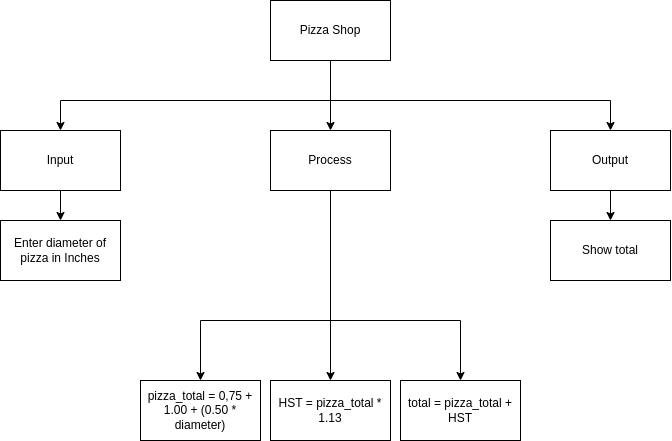 Pizza Shop
Input
Process
Output
Enter diameter of
pizza in Inches
Show total
pizza_total = 0,75 +
1.00 + (0.50 *
diameter)
HST = pizza_total *
1.13
total = pizza_total +
HST